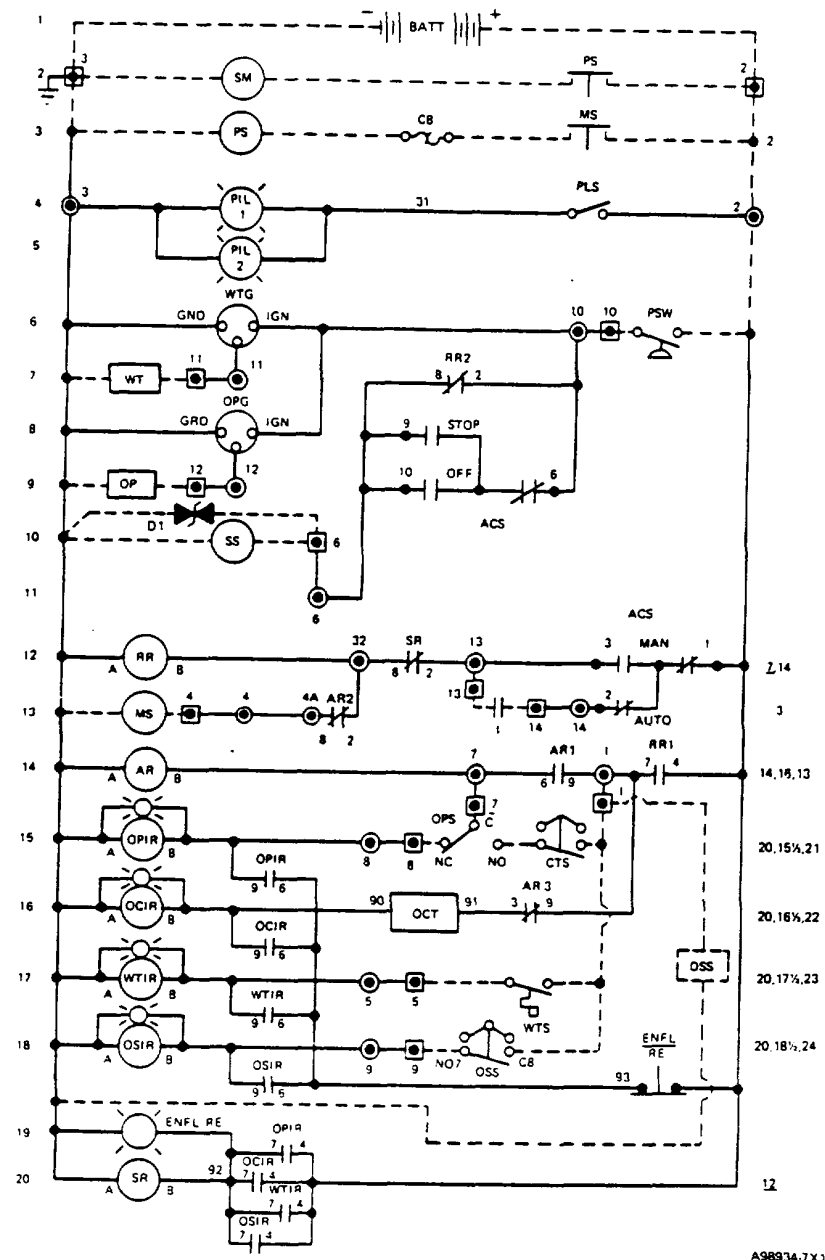 1 - BATT +
2 3 SM PS 2
3 PS CB MS 2
4 3 PIL 1 31 PLS 2
5 PIL 2
WTG
6 GND IGN 10 10 PSW
7 WT 11 11 RR2 8 2
OPG
8 GRD IGN 9 STOP
9 OP 12 12 10 OFF 6
D1 ACS
10 SS 6
11 6
ACS
12 A RR B 32 SR 8 2 13 3 MAN 1 7,14
13 MS 4 4 4A AR2 8 2 13 1 14 14 2 AUTO 3
14 A AR B 7 AR1 6 9 1 RR1 7 4 14,16,13
7 1
15 A OPIR B 8 8 OPS C NC NO CTS 20,15½,21
OPIR 9 6
16 A OCIR B 90 OCT 91 AR3 3 9 20,16½,22
OCIR 9 6
OSS
17 A WTIR B 5 5 WTS 20,17½,23
WTIR 9 6
18 A OSIR B 9 9 NO7 OSS C8 ENFL RE 20,18½,24
OSIR 9 6 93
19 ENFL RE OPIR 7 4
20 A SR B 92 OCIR 7 4 12
WTIR 7 4
OSIR 7 4
A98934-7X1